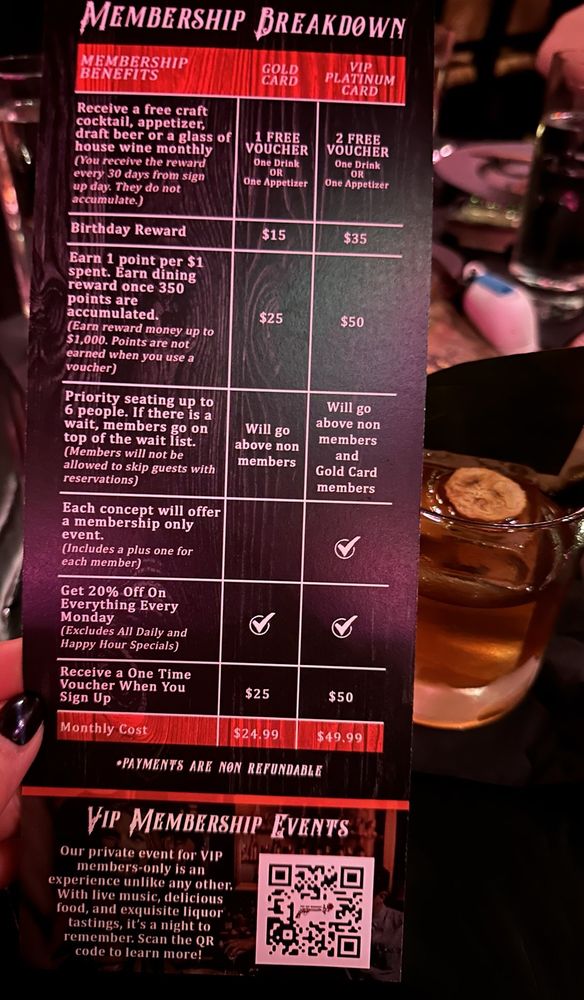 Membership Breakdown
MEMBERSHIP BENEFITS
GOLD CARD
VIP PLATINUM CARD
Receive a free craft
cocktail, appetizer,
draft beer or a glass of
house wine monthly
(You receive the reward
every 30 days from sign
up day. They do not
accumulate.)
1 FREE
VOUCHER
One Drink
OR
One Appetizer
2 FREE
VOUCHER
One Drink
OR
One Appetizer
Birthday Reward
$15
$35
Earn 1 point per $1
spent. Earn dining
reward once 350
points are
accumulated.
(Earn reward money up to
$1,000. Points are not
earned when you use a
voucher)
$25
$50
Priority seating up to
6 people. If there is a
wait, members go on
top of the wait list.
(Members will not be
allowed to skip guests with
reservations)
Will go
above non
members
Will go
above non
members
and
Gold Card
members
Each concept will offer
a membership only
event.
(Includes a plus one for
each member)
Get 20% Off On
Everything Every
Monday
(Excludes All Daily and
Happy Hour Specials)
Receive a One Time
Voucher When You
Sign Up
$25
$50
Monthly Cost
$24.99
$49.99
*PAYMENTS ARE NON REFUNDABLE
VIP Membership Events
Our private event for VIP
members-only is an
experience unlike any other.
With live music, delicious
food, and exquisite liquor
tastings, it's a night to
remember. Scan the QR
code to learn more!